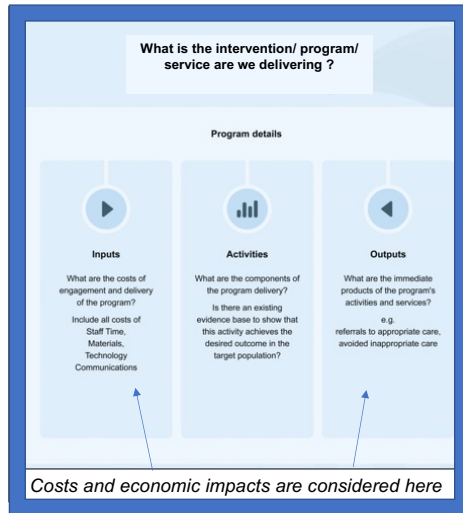 What is the intervention/ program/
service are we delivering ?
Program details
Inputs
What are the costs of
engagement and delivery
of the program?
Include all costs of
Staff Time,
Materials,
Technology
Communications
Activities
What are the components of
the program delivery?
Is there an existing
evidence base to show that
this activity achieves the
desired outcome in the
target population?
Outputs
What are the immediate
products of the program's
activities and services?
e.g.
referrals to appropriate care,
avoided inappropriate care
Costs and economic impacts are considered here